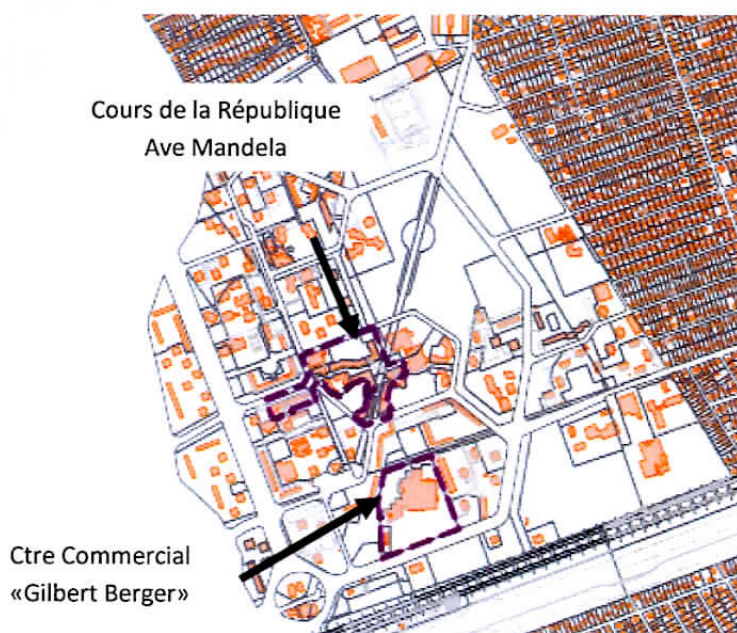 Cours de la République
Ave Mandela
Ctre Commercial
«Gilbert Berger»